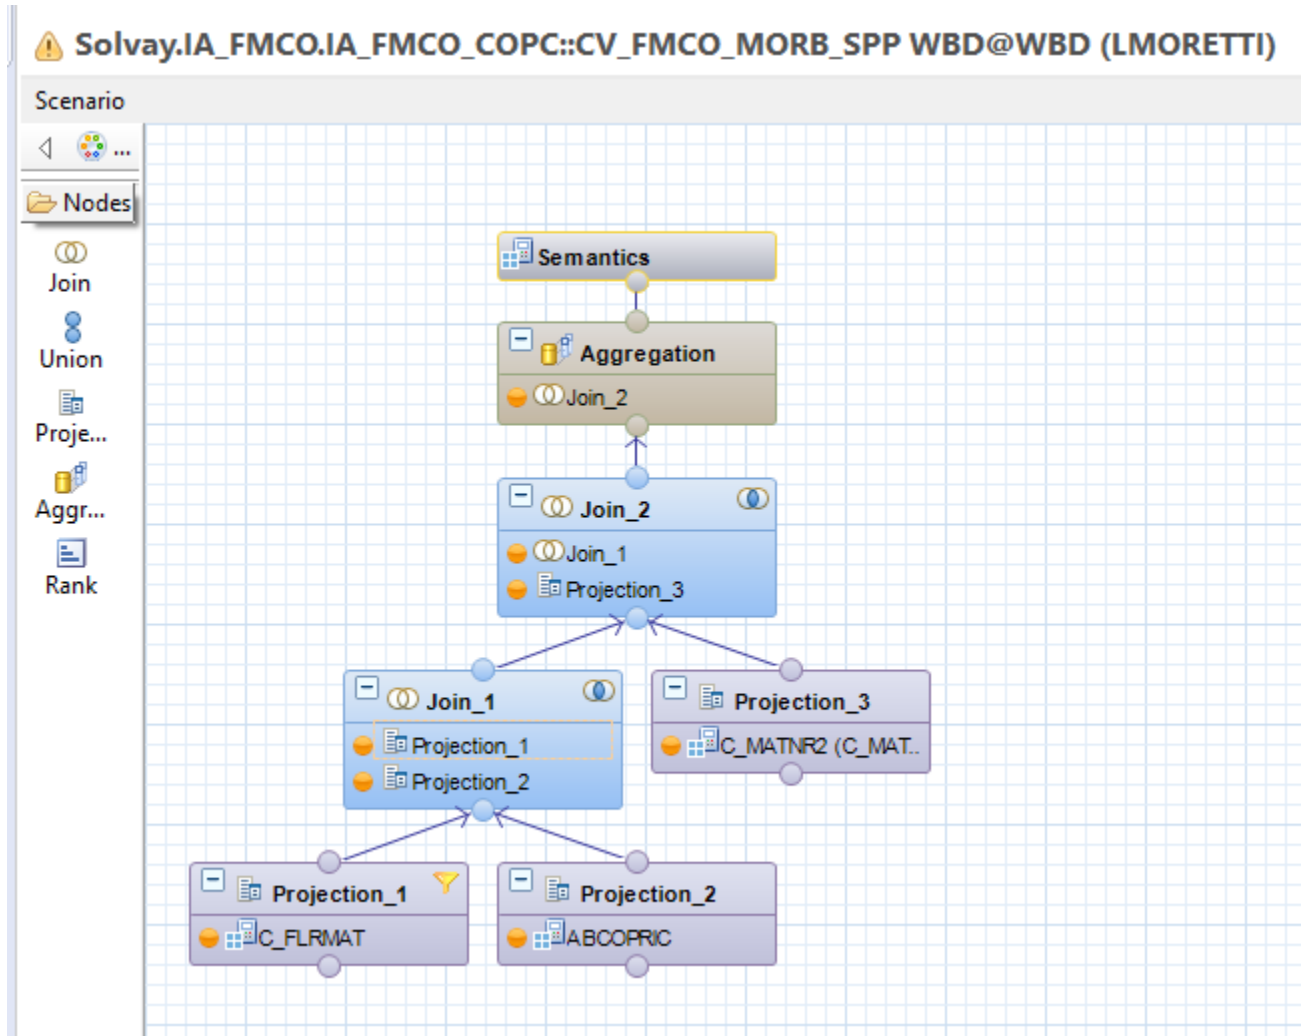 Solvay.IA_FMCO.IA_FMCO_COPC::CV_FMCO_MORB_SPP WBD@WBD (LMORETTI)
Scenario
...
Nodes
Join
Union
Proje...
Aggr...
Rank
Semantics
Aggregation
Join_2
Join_2
Join_1
Projection_3
Join_1
Projection_1
Projection_2
Projection_3
C_MATNR2 (C_MAT..
Projection_1
C_FLRMAT
Projection_2
ABCOPRIC